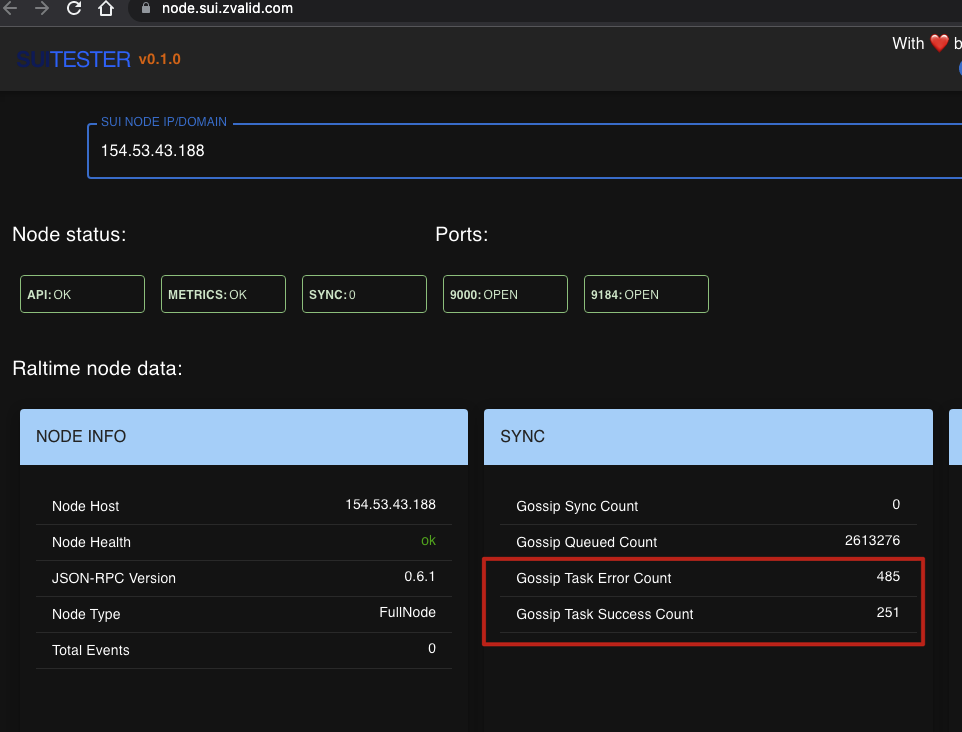 node.sui.zvalid.com
With ❤️ b
SUITESTER v0.1.0
SUI NODE IP/DOMAIN
154.53.43.188
Node status: Ports:
API: OK METRICS: OK SYNC: 0 9000: OPEN 9184: OPEN
Raltime node data:
NODE INFO
Node Host 154.53.43.188
Node Health ok
JSON-RPC Version 0.6.1
Node Type FullNode
Total Events 0
SYNC
Gossip Sync Count 0
Gossip Queued Count 2613276
Gossip Task Error Count 485
Gossip Task Success Count 251